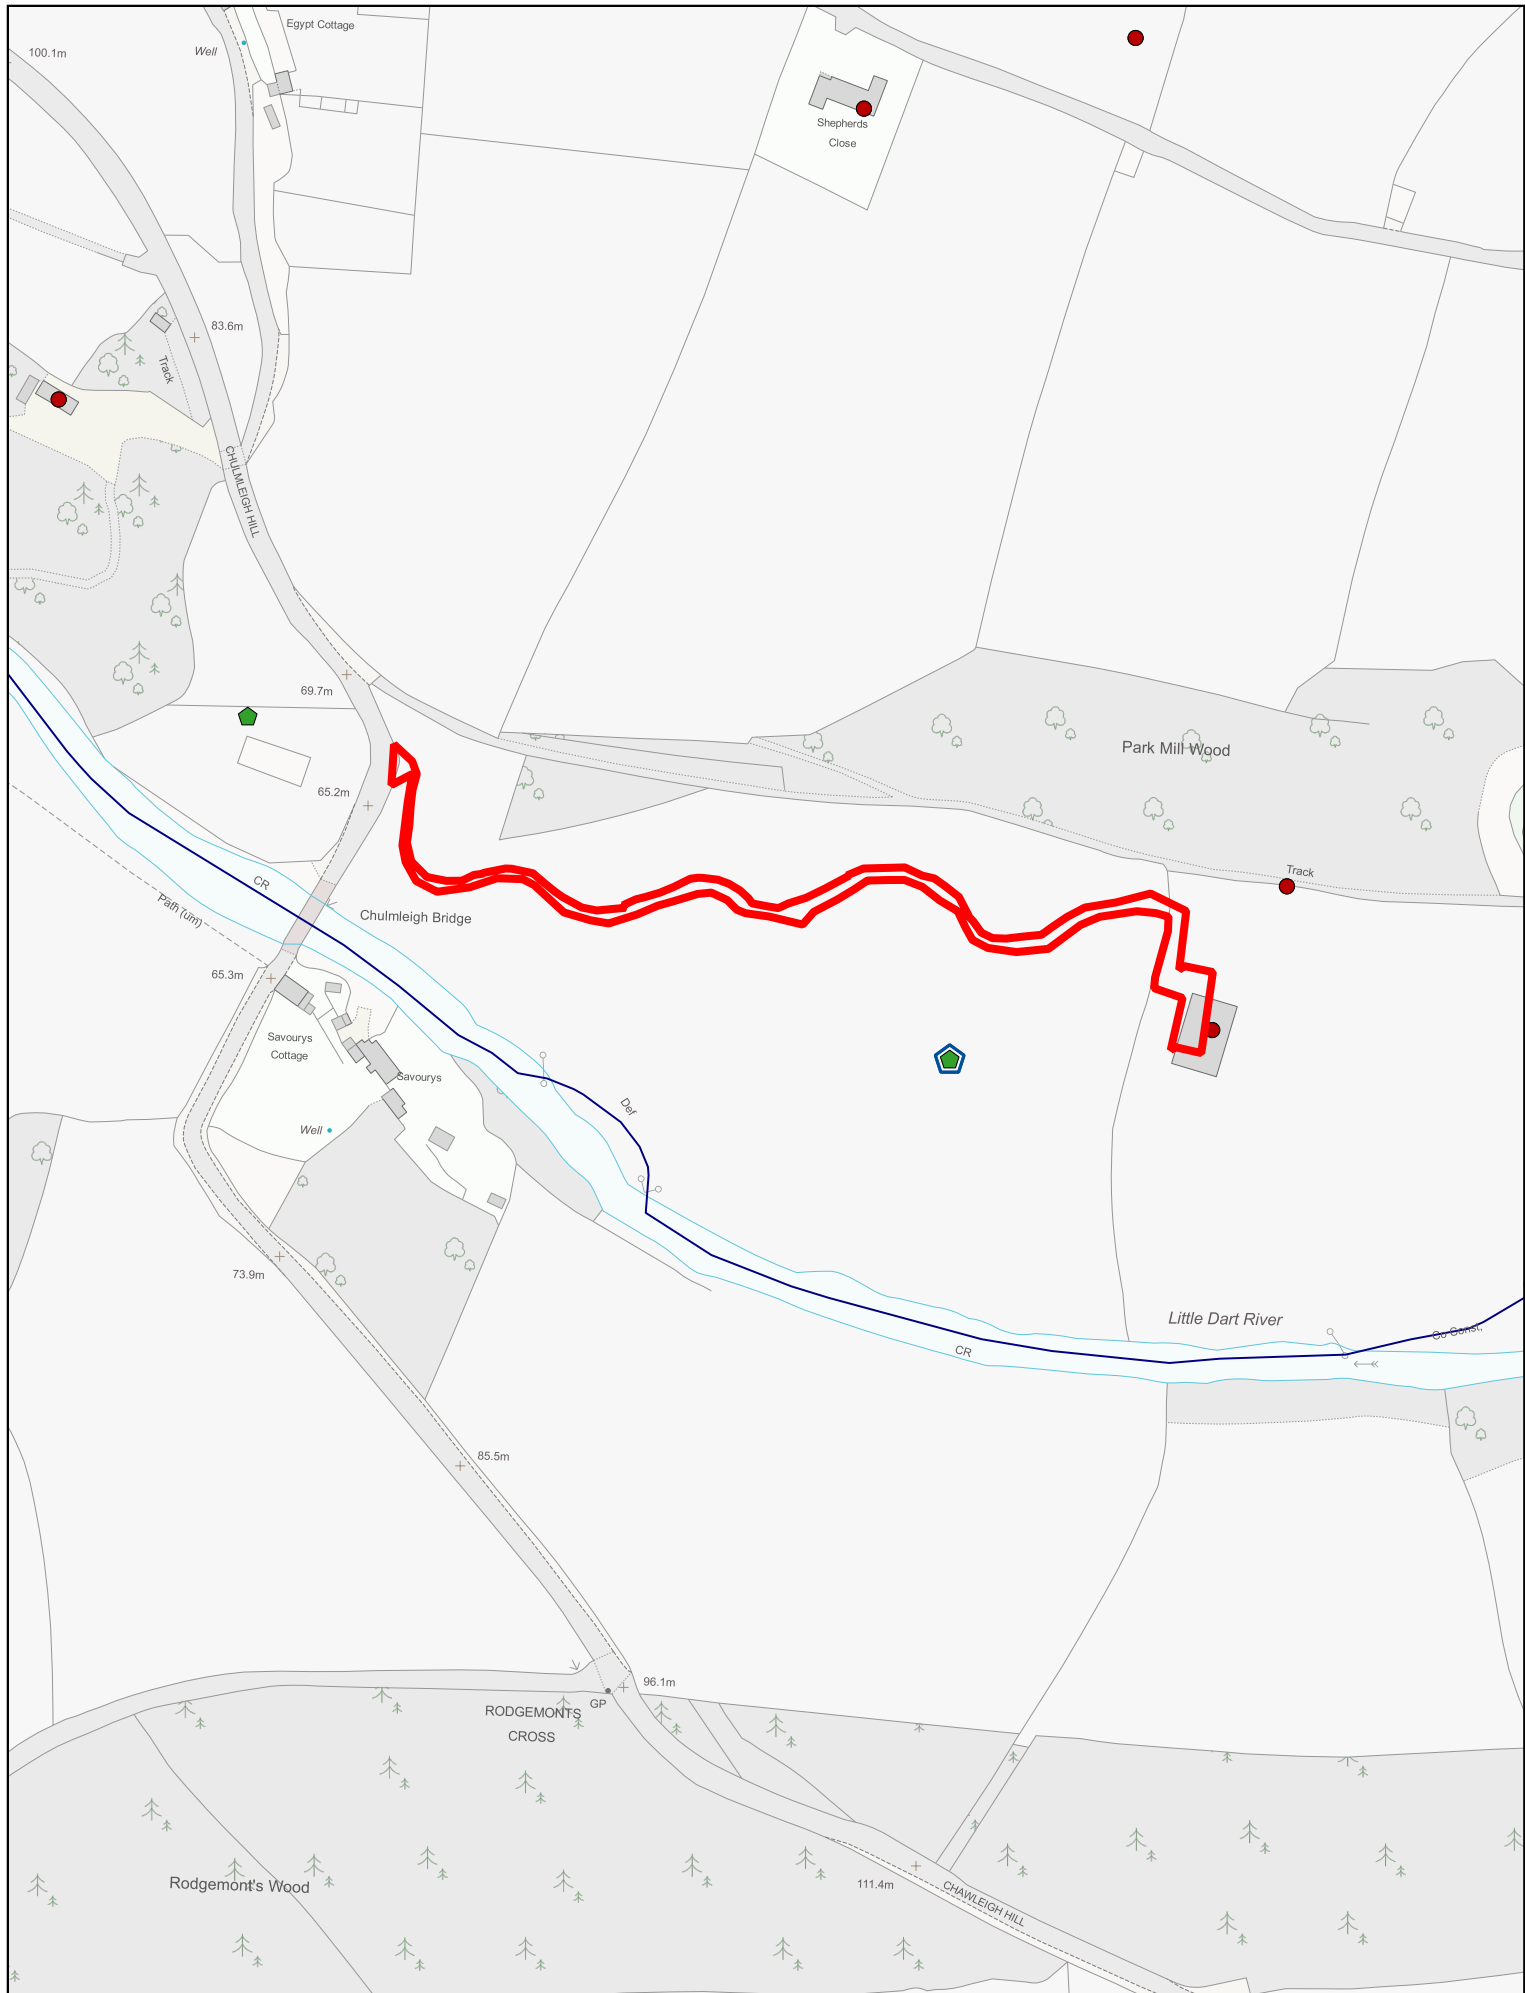 Egypt Cottage
Well
100.1m
Shepherds
Close
83.6m
Track
CHULMLEIGH HILL
69.7m
Park Mill Wood
65.2m
Track
CR
Path (um)
Chulmleigh Bridge
65.3m
Savourys
Cottage
Savourys
Def
Well
73.9m
Little Dart River
Co Const,
CR
85.5m
96.1m
GP
RODGEMONTS
CROSS
Rodgemont's Wood
111.4m
CHAWLEIGH HILL